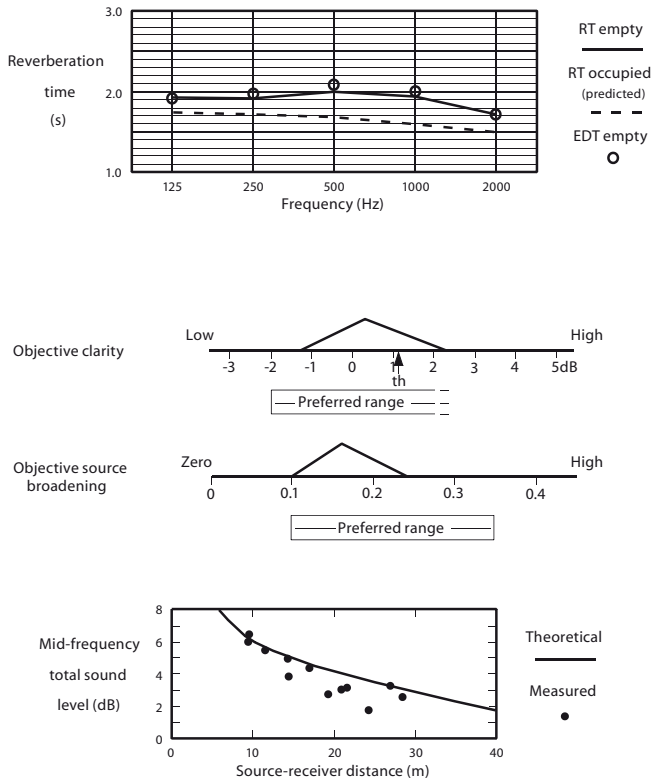 3.0
RT empty
Reverberation
time
(s)
2.0
RT occupied
(predicted)
EDT empty
1.0
125 250 500 1000 2000
Frequency (Hz)
Low High
Objective clarity
-3 -2 -1 0 1 2 3 4 5dB
th
Preferred range
Objective source
broadening
Zero High
0 0.1 0.2 0.3 0.4
Preferred range
8
6
4
2
0
Mid-frequency
total sound
level (dB)
Theoretical
Measured
0 10 20 30 40
Source-receiver distance (m)